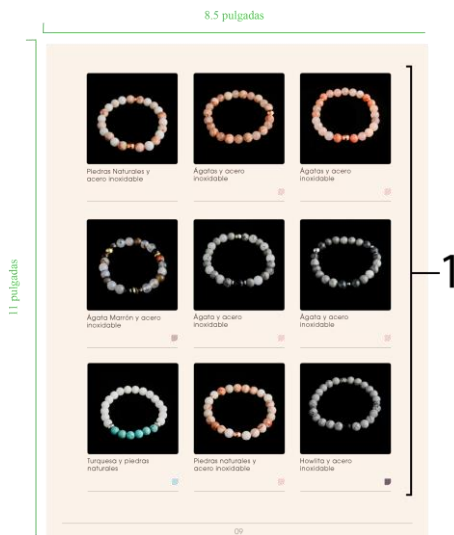 8.5 pulgadas
11 pulgadas
Piedras Naturales y
acero inoxidable
Ágatas y acero
inoxidable
Ágatas y acero
inoxidable
1
Ágata Marrón y acero
inoxidable
Ágata y acero
inoxidable
Ágata y acero
inoxidable
Turquesa y piedras
naturales
Piedras naturales y
acero inoxidable
Howlita y acero
inoxidable
09